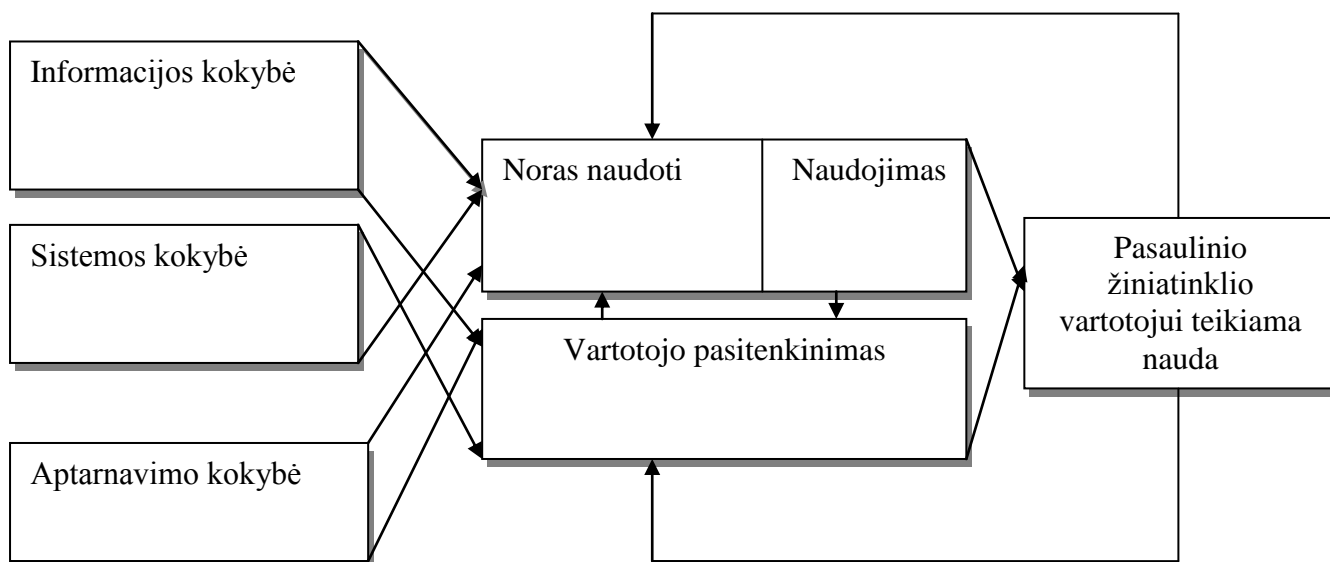 Informacijos kokybė
Sistemos kokybė
Aptarnavimo kokybė
Noras naudoti
Naudojimas
Vartotojo pasitenkinimas
Pasaulinio
žiniatinklio
vartotojui teikiama
nauda